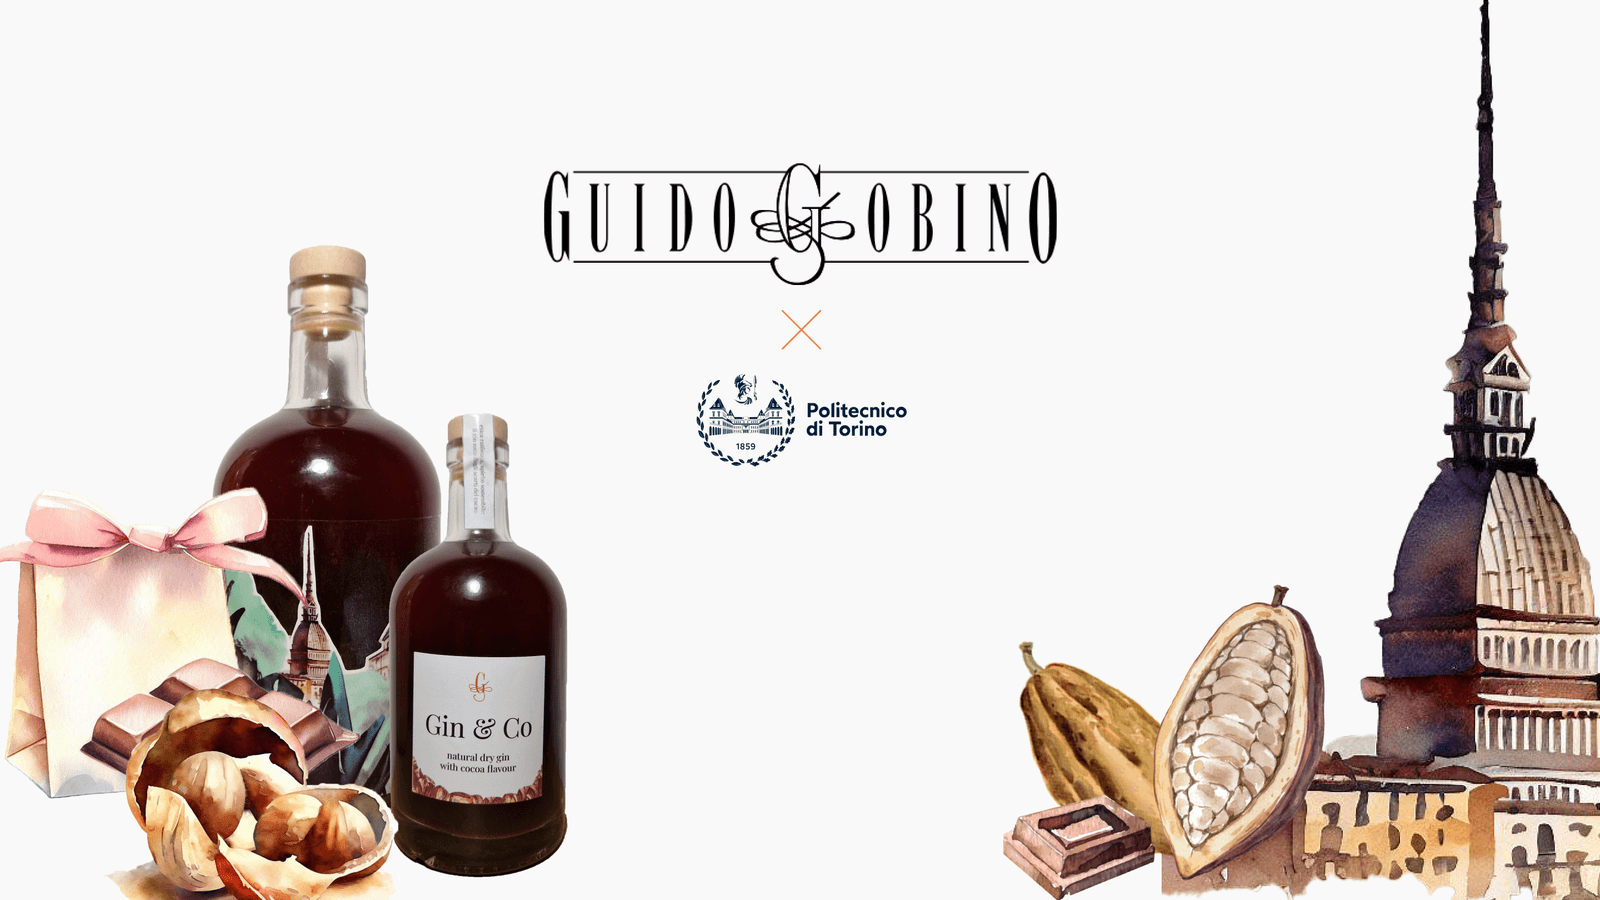 GUIDO GOBINO
Politecnico
di Torino
1859
G
Gin & Co
natural dry gin
with cocoa flavour